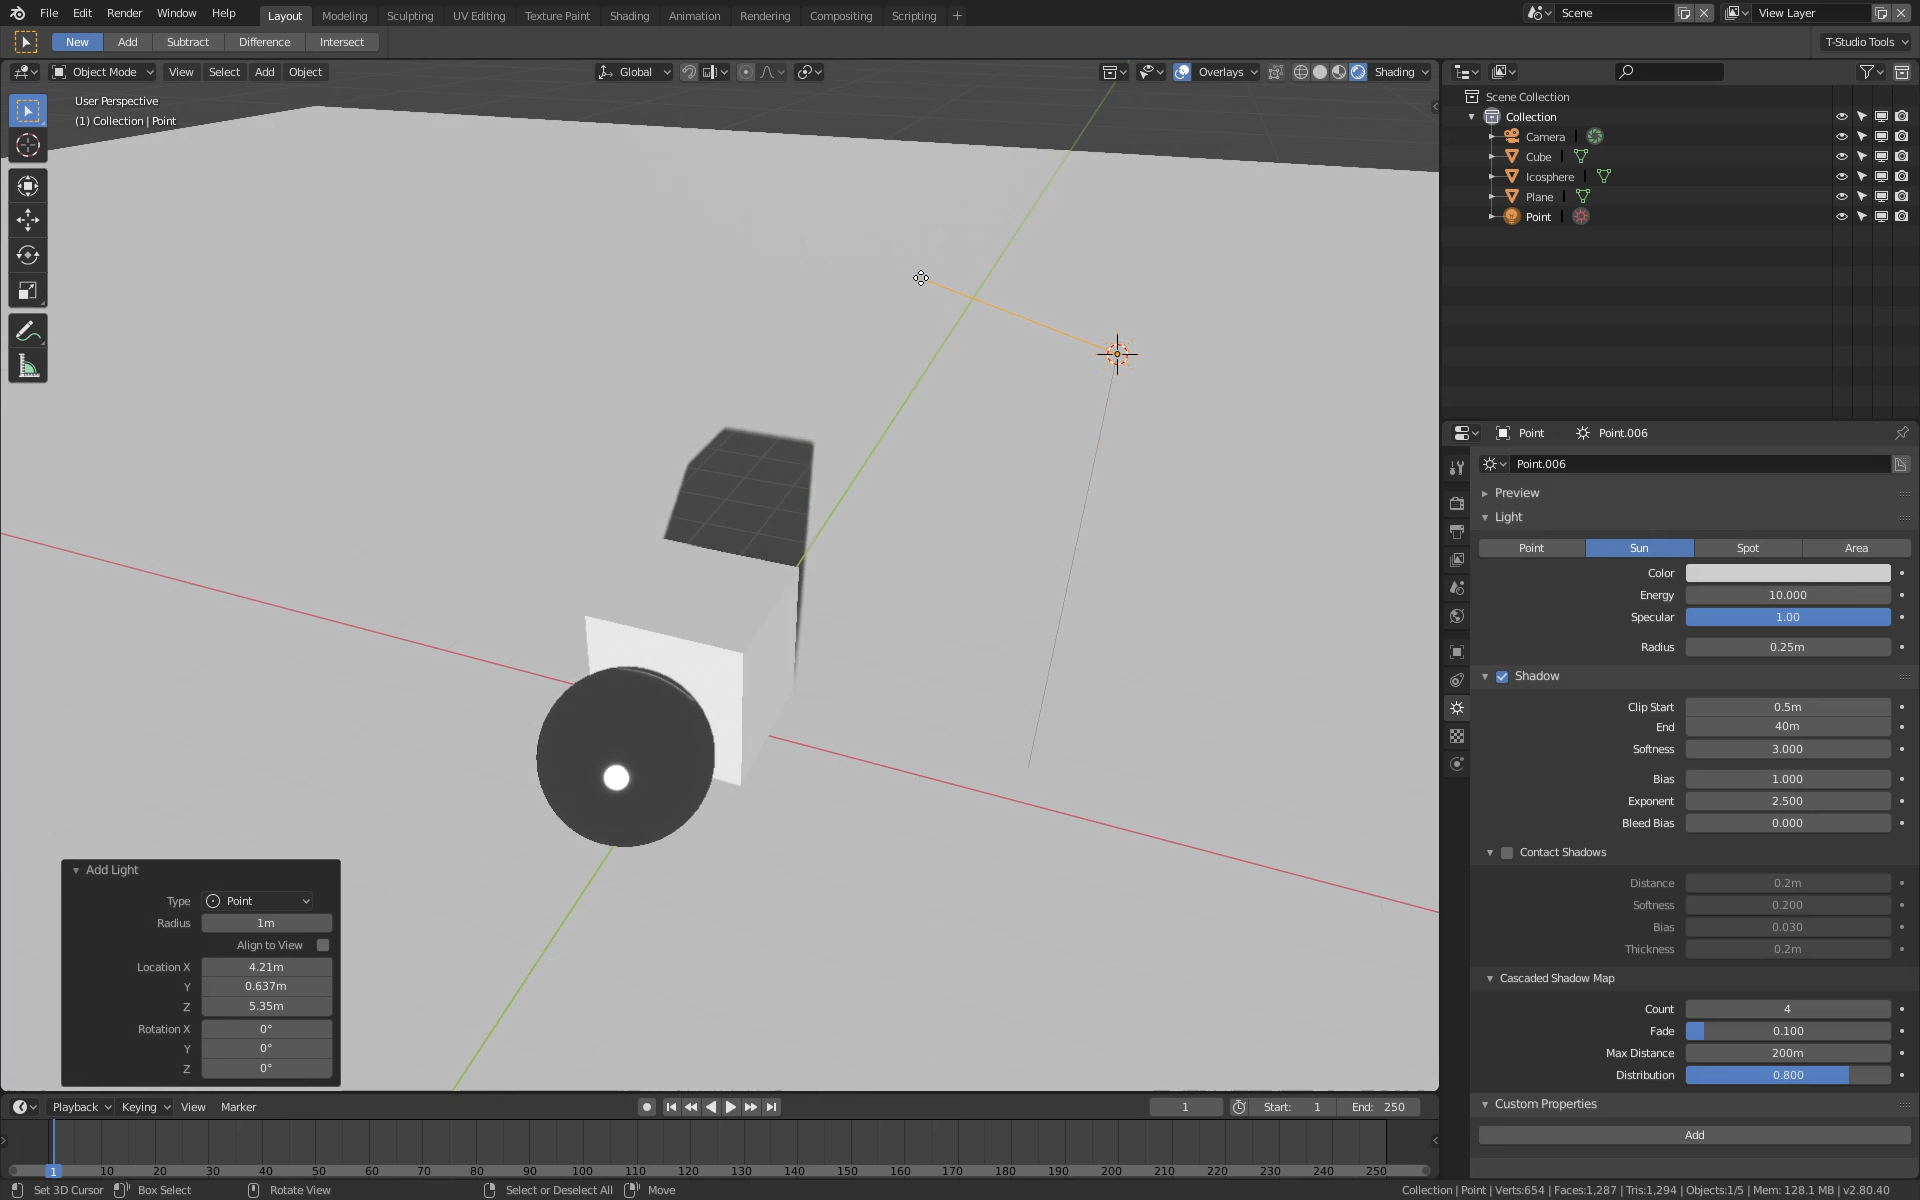 File Edit Render Window Help Layout Modeling Sculpting UV Editing Texture Paint Shading Animation Rendering Compositing Scripting + Scene View Layer
New Add Subtract Difference Intersect T-Studio Tools
Object Mode View Select Add Object Global Overlays Shading
User Perspective
(1) Collection | Point
Scene Collection
Collection
Camera
Cube
Icosphere
Plane
Point
Point Point.006
Point.006
Preview
Light
Point Sun Spot Area
Color
Energy 10.000
Specular 1.00
Radius 0.25m
Shadow
Clip Start 0.5m
End 40m
Softness 3.000
Bias 1.000
Exponent 2.500
Bleed Bias 0.000
Contact Shadows
Distance 0.2m
Softness 0.200
Bias 0.030
Thickness 0.2m
Cascaded Shadow Map
Count 4
Fade 0.100
Max Distance 200m
Distribution 0.800
Custom Properties
Add
Add Light
Type Point
Radius 1m
Align to View
Location X 4.21m
Y 0.637m
Z 5.35m
Rotation X 0°
Y 0°
Z 0°
Playback Keying View Marker 1 Start: 1 End: 250
1 10 20 30 40 50 60 70 80 90 100 110 120 130 140 150 160 170 180 190 200 210 220 230 240 250
Set 3D Cursor Box Select Rotate View Select or Deselect All Move Collection | Point | Verts:654 | Faces:1,287 | Tris:1,294 | Objects:1/5 | Mem: 128.1 MB | v2.80.40